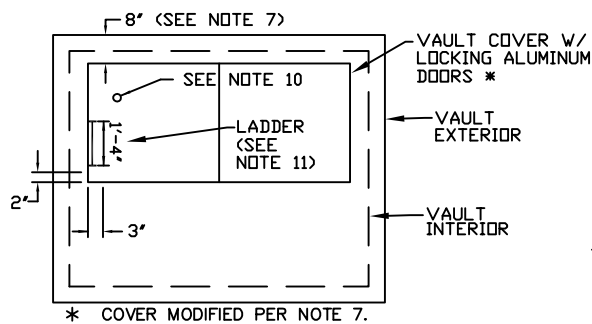 8" (SEE NOTE 7)
VAULT COVER W/
LOCKING ALUMINUM
DOORS *
SEE NOTE 10
1'-4"
LADDER
(SEE
NOTE 11)
VAULT
EXTERIOR
2"
3"
VAULT
INTERIOR
* COVER MODIFIED PER NOTE 7.